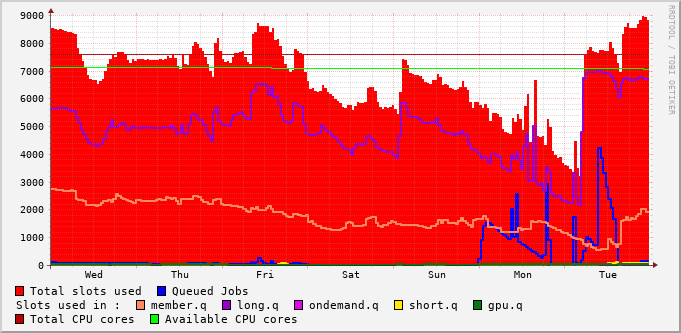 9000
8000
7000
6000
5000
4000
3000
2000
1000
0
Wed Thu Fri Sat Sun Mon Tue
RRDTOOL / TOBI OETIKER
Total slots used Queued Jobs
Slots used in : member.q long.q ondemand.q short.q gpu.q
Total CPU cores Available CPU cores